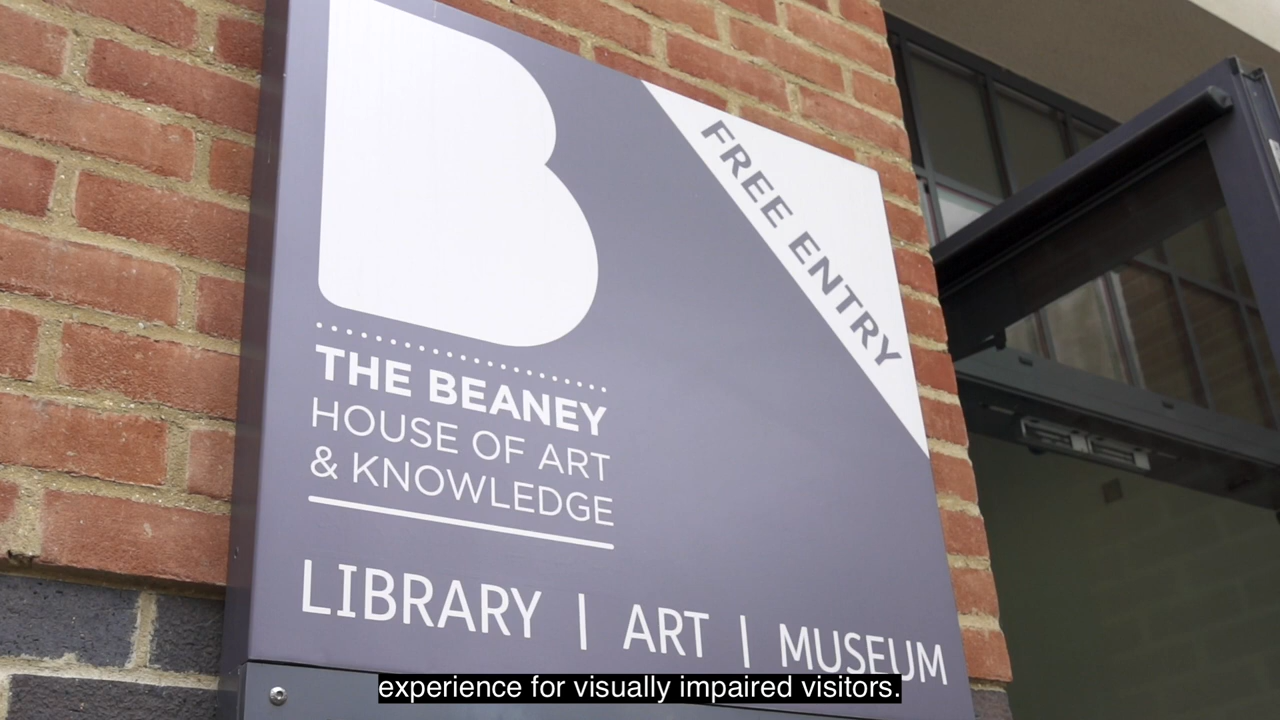 B
FREE ENTRY
THE BEANEY
HOUSE OF ART
& KNOWLEDGE
LIBRARY | ART | MUSEUM
experience for visually impaired visitors.